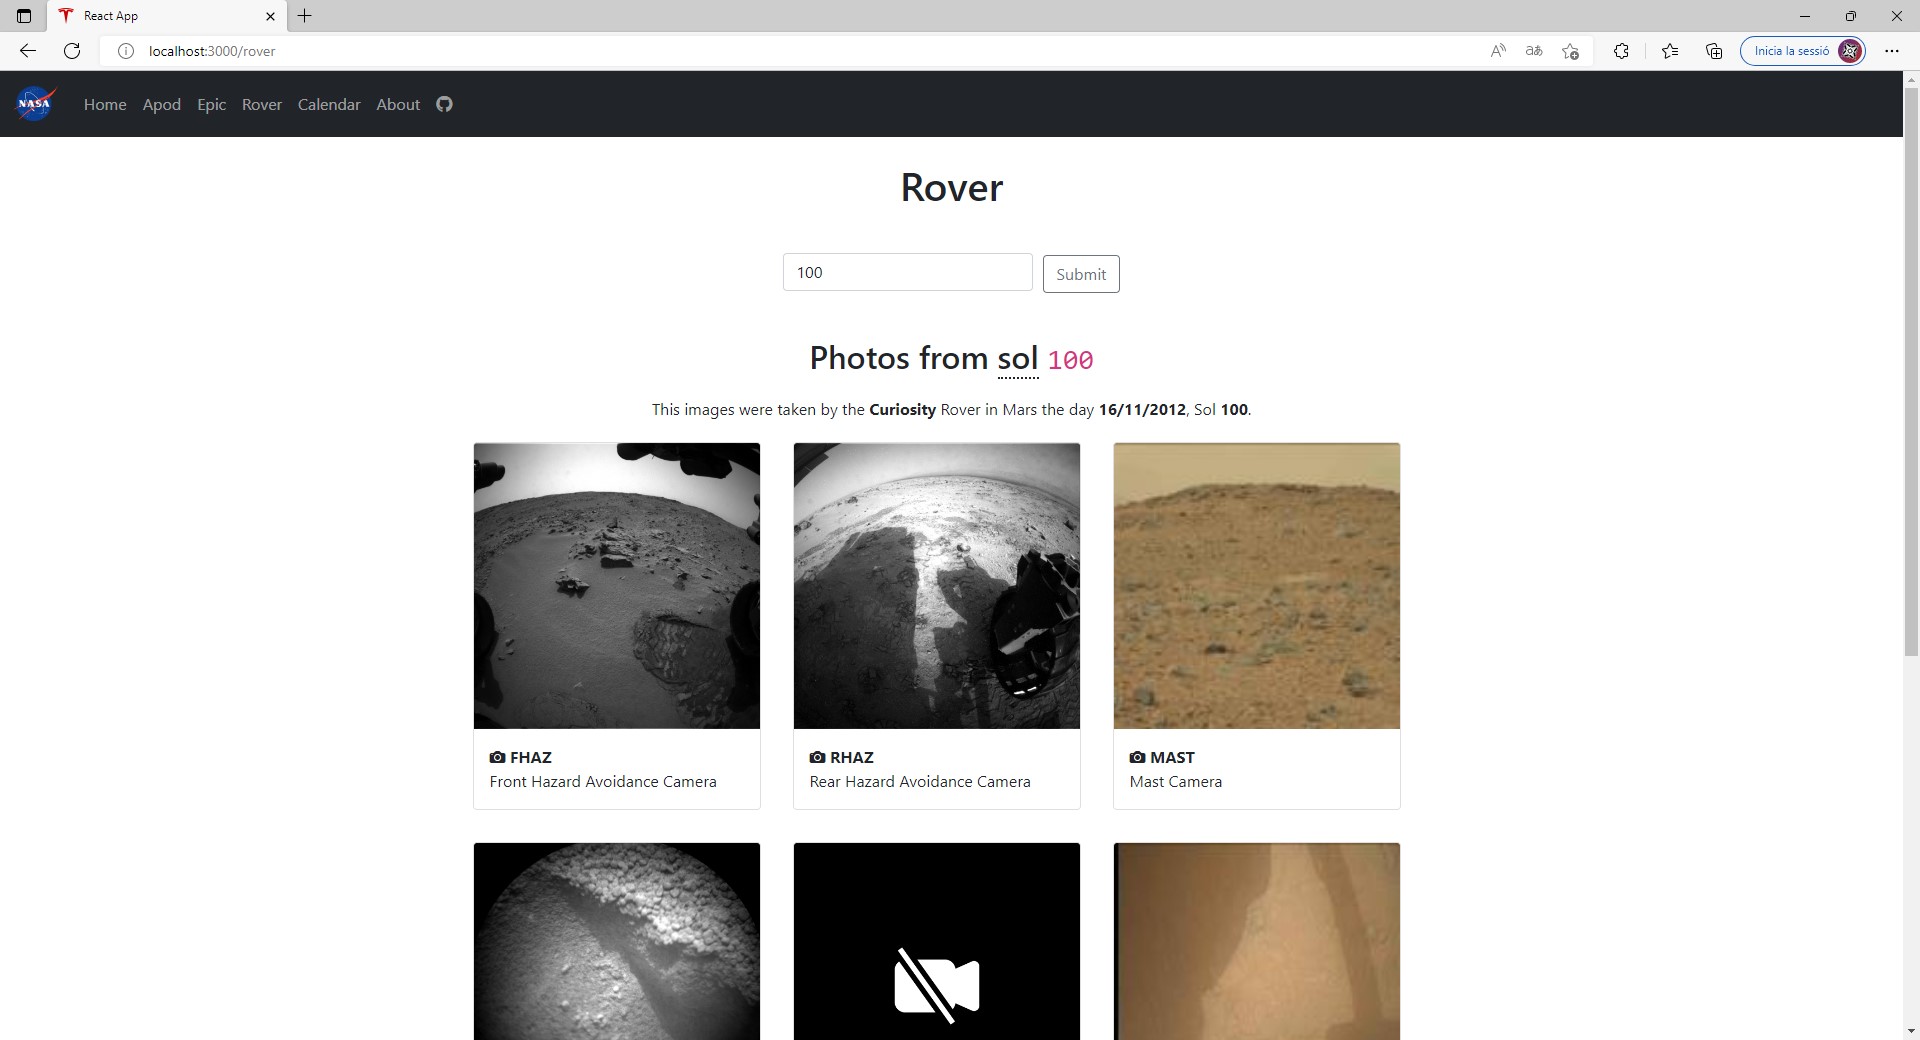 React App
localhost:3000/rover
Inicia la sessió
NASA
Home Apod Epic Rover Calendar About
Rover
100
Submit
Photos from sol 100
This images were taken by the Curiosity Rover in Mars the day 16/11/2012, Sol 100.
FHAZ
Front Hazard Avoidance Camera
RHAZ
Rear Hazard Avoidance Camera
MAST
Mast Camera